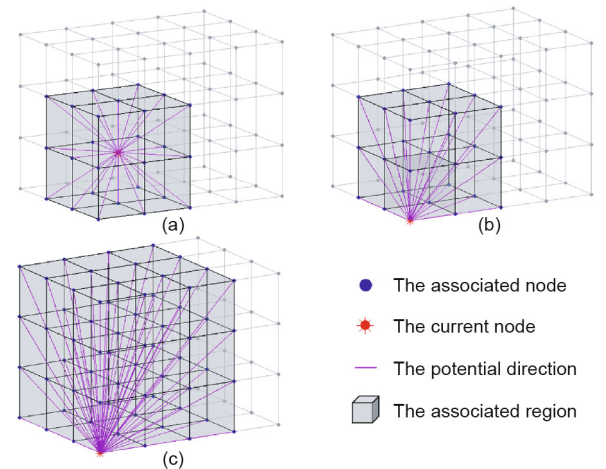 (a)
(b)
(c)
The associated node
The current node
The potential direction
The associated region